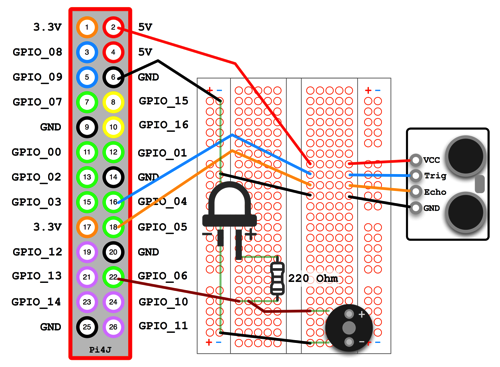 3.3V 1 2 5V
GPIO_08 3 4 5V
GPIO_09 5 6 GND
GPIO_07 7 8 GPIO_15
GND 9 10 GPIO_16
GPIO_00 11 12 GPIO_01
GPIO_02 13 14 GND
GPIO_03 15 16 GPIO_04
3.3V 17 18 GPIO_05
GPIO_12 19 20 GND
GPIO_13 21 22 GPIO_06
GPIO_14 23 24 GPIO_10
GND 25 26 GPIO_11
Pi4J
+ − + −
− +
220 Ohm
+
−
+ − + −
VCC
Trig
Echo
GND